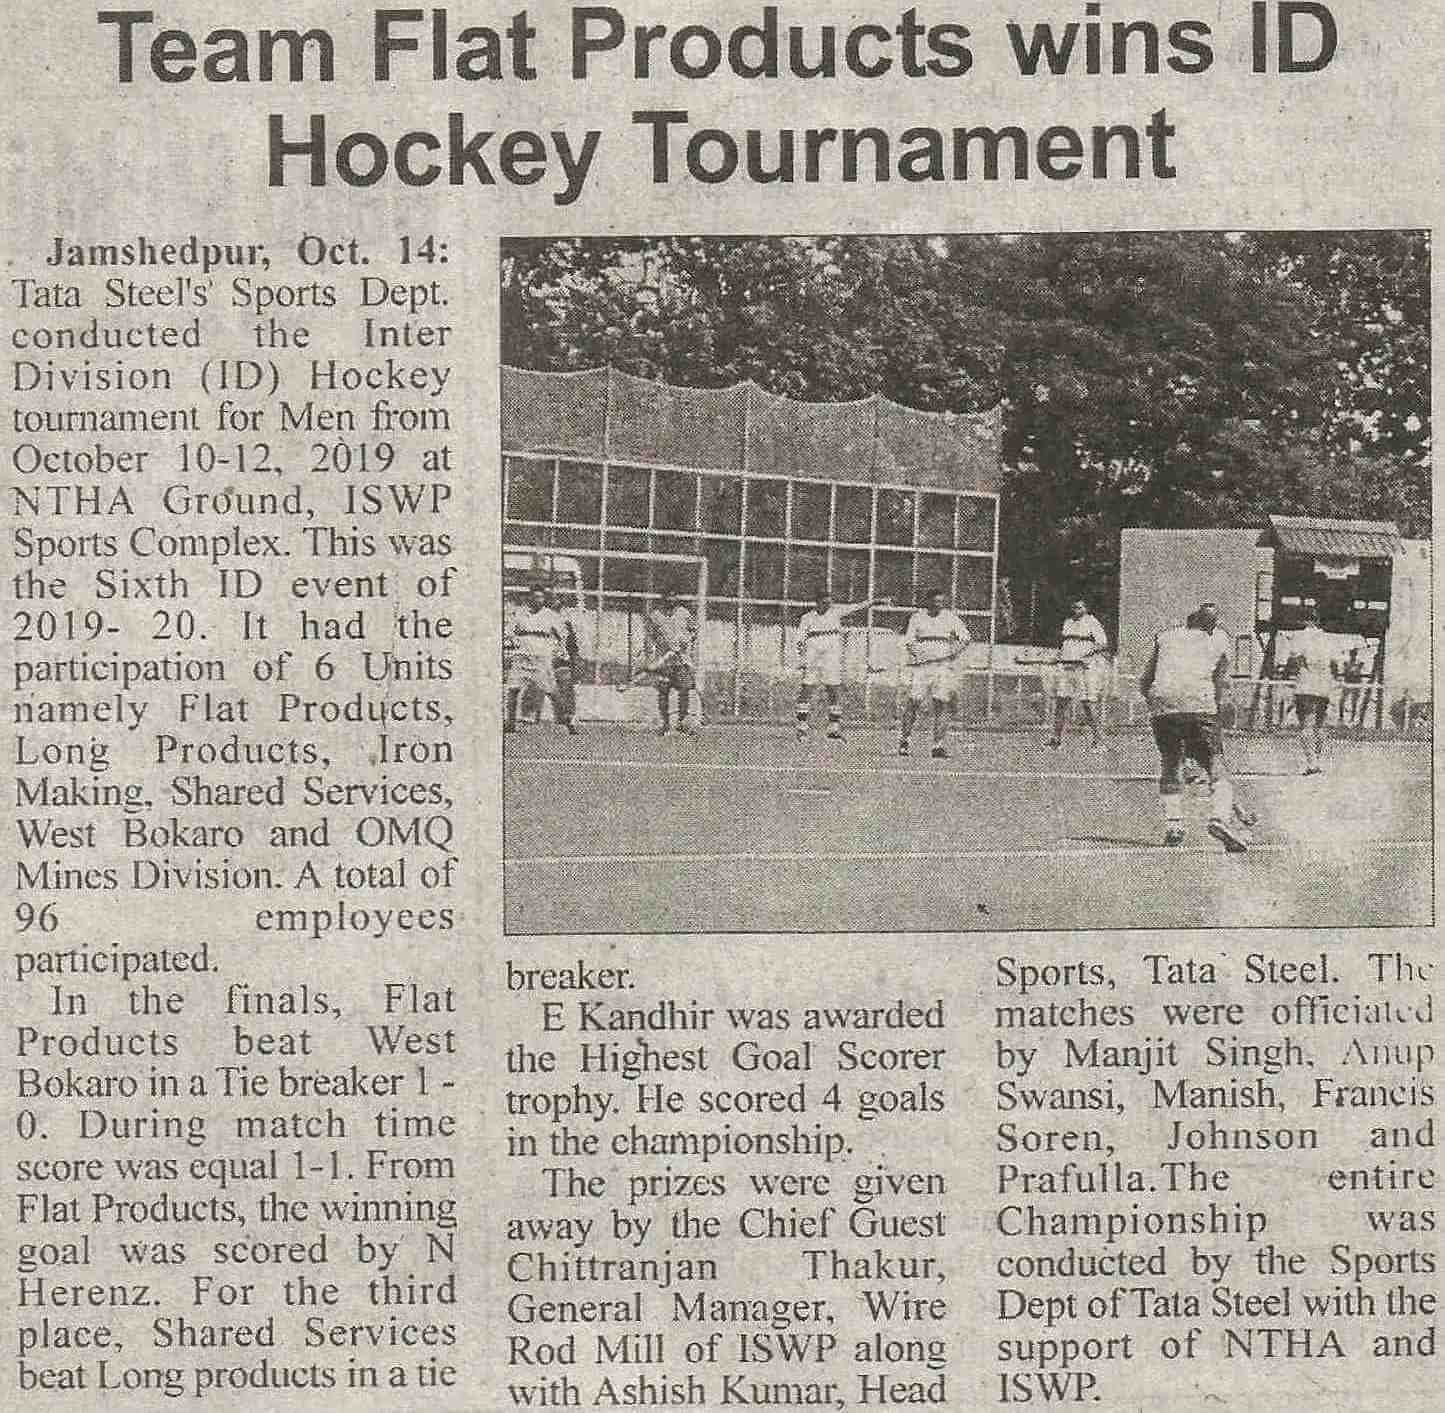 Team Flat Products wins ID
Hockey Tournament
Jamshedpur, Oct. 14:
Tata Steel's' Sports Dept.
conducted the Inter
Division (ID) Hockey
tournament for Men from
October 10-12, 2019 at
NTHA Ground, ISWP
Sports Complex. This was
the Sixth ID event of
2019- 20. It had the
participation of 6 Units
namely Flat Products,
Long Products, Iron
Making, Shared Services,
West Bokaro and OMQ
Mines Division. A total of
96 employees
participated.
In the finals, Flat
Products beat West
Bokaro in a Tie breaker 1 -
0. During match time
score was equal 1-1. From
Flat Products, the winning
goal was scored by N
Herenz. For the third
place, Shared Services
beat Long products in a tie
breaker.
E Kandhir was awarded
the Highest Goal Scorer
trophy. He scored 4 goals
in the championship.
The prizes were given
away by the Chief Guest
Chittranjan Thakur,
General Manager, Wire
Rod Mill of ISWP along
with Ashish Kumar, Head
Sports, Tata Steel. The
matches were officiated
by Manjit Singh, Anup
Swansi, Manish, Francis
Soren, Johnson and
Prafulla.The entire
Championship was
conducted by the Sports
Dept of Tata Steel with the
support of NTHA and
ISWP.